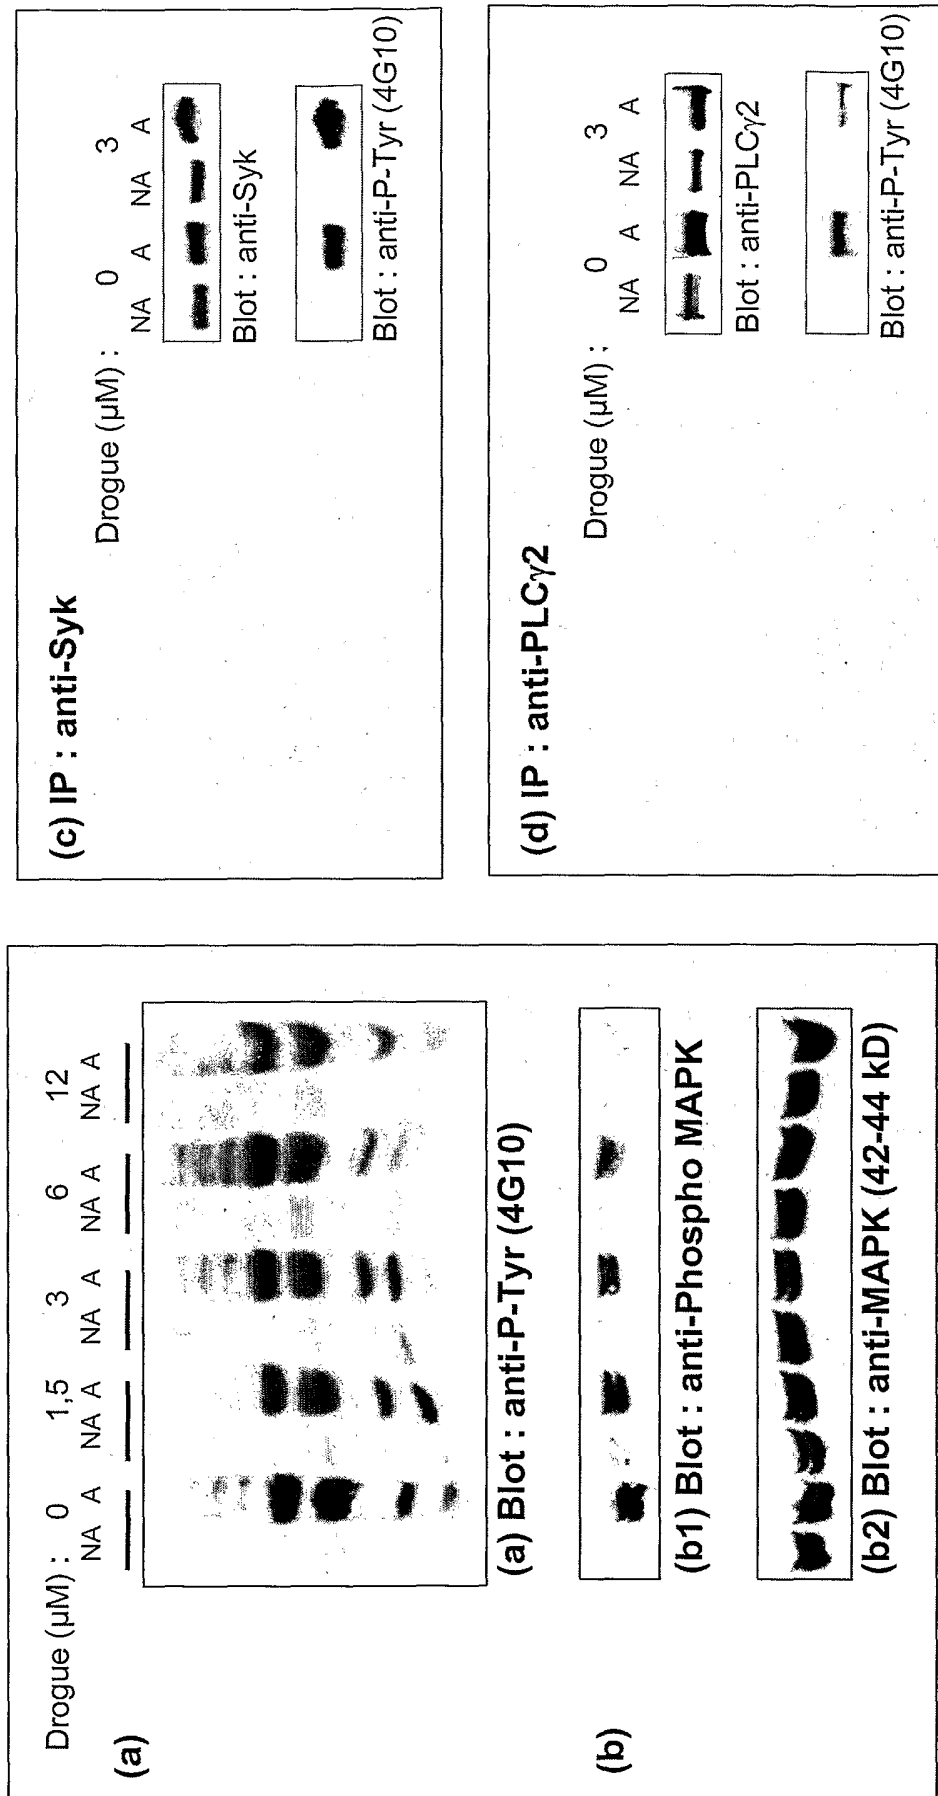 Drogue (µM) : 0 1,5 3 6 12
NA A NA A NA A NA A NA A
(a)
(a) Blot : anti-P-Tyr (4G10)
(b)
(b1) Blot : anti-Phospho MAPK
(b2) Blot : anti-MAPK (42-44 kD)
(c) IP : anti-Syk
Drogue (µM) : 0 3
NA A NA A
Blot : anti-Syk
Blot : anti-P-Tyr (4G10)
(d) IP : anti-PLCγ2
Drogue (µM) : 0 3
NA A NA A
Blot : anti-PLCγ2
Blot : anti-P-Tyr (4G10)